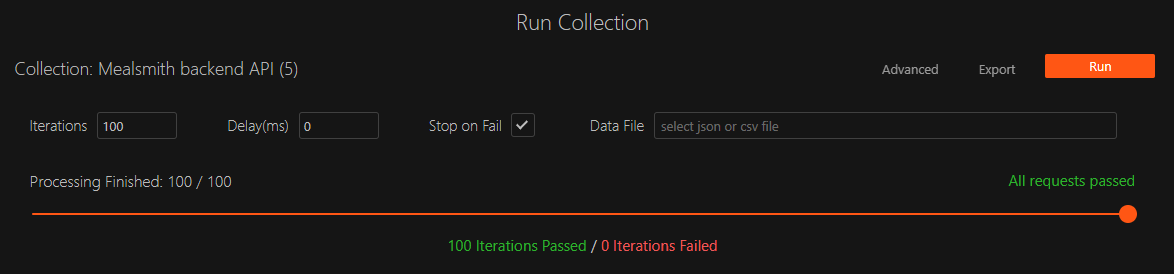 Run Collection
Collection: Mealsmith backend API (5)
Advanced
Export
Run
Iterations 100 Delay(ms) 0 Stop on Fail Data File select json or csv file
Processing Finished: 100 / 100
All requests passed
100 Iterations Passed / 0 Iterations Failed